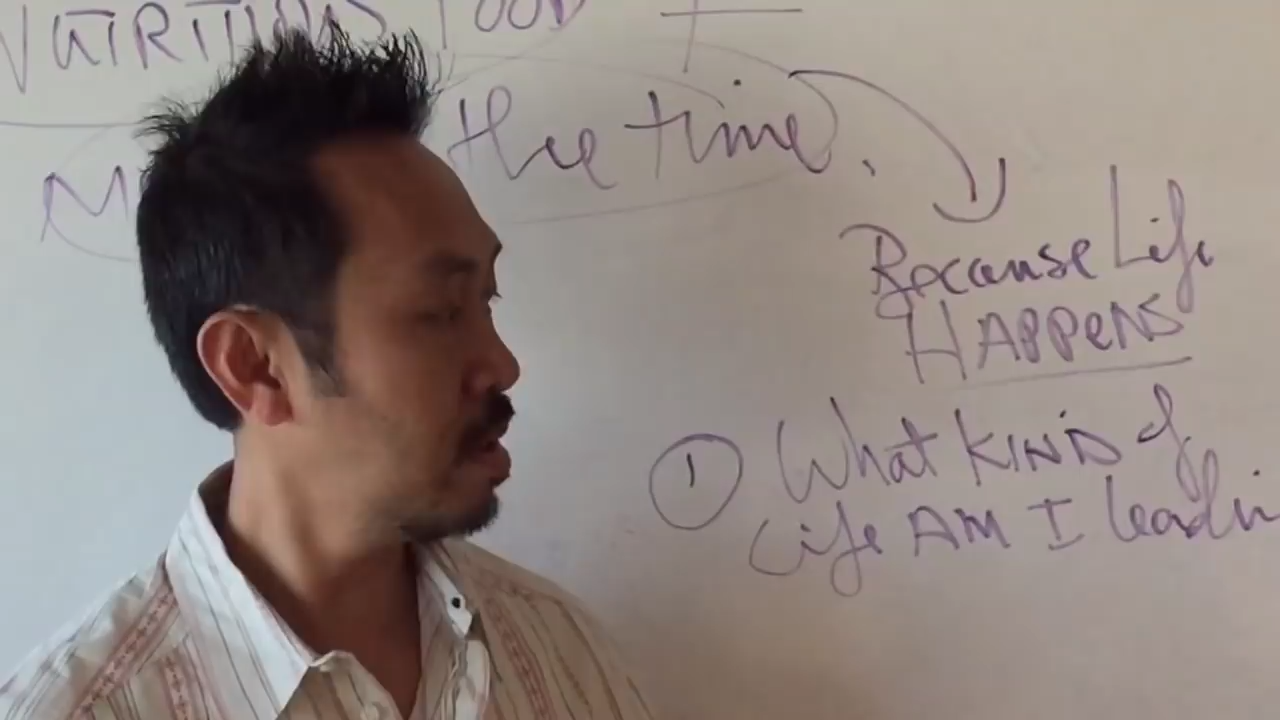 NUTRITIOUS FOOD
the time.
Because Life
HAPPENS
① What KIND of
Life AM I leadin